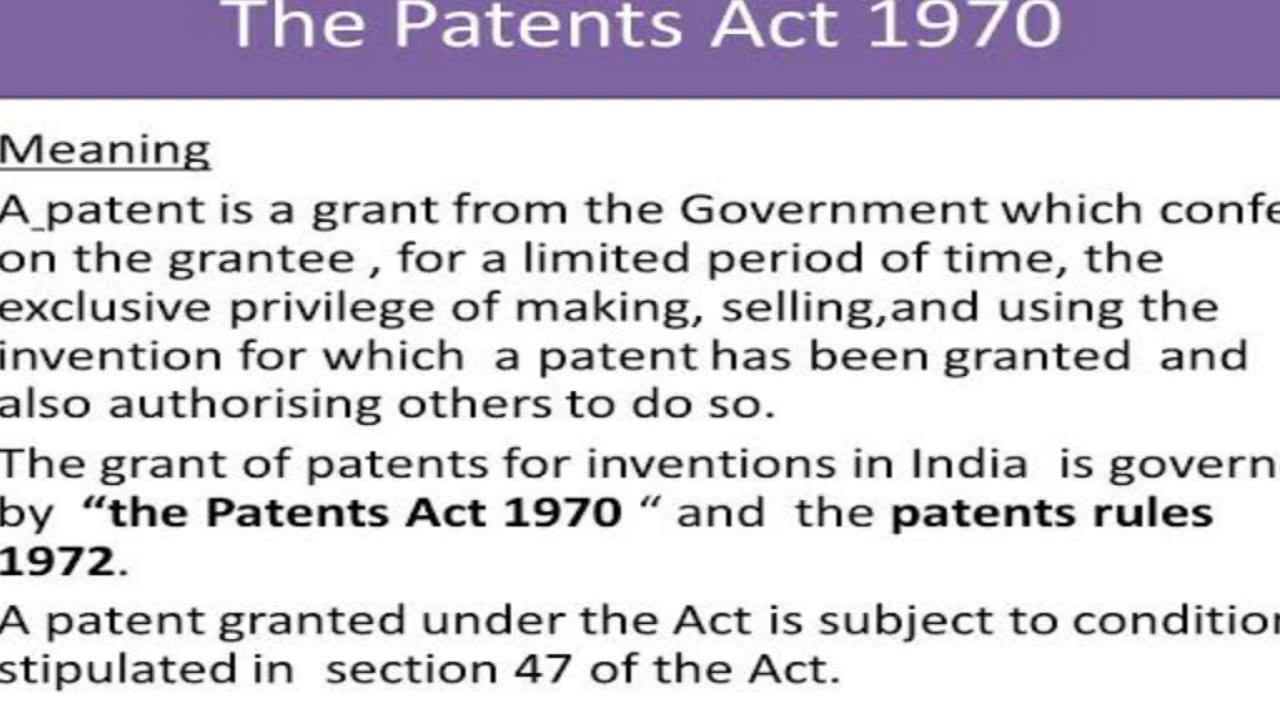 The Patents Act 1970
Meaning
A patent is a grant from the Government which confe
on the grantee , for a limited period of time, the
exclusive privilege of making, selling,and using the
invention for which a patent has been granted and
also authorising others to do so.
The grant of patents for inventions in India is govern
by “the Patents Act 1970 “ and the patents rules
1972.
A patent granted under the Act is subject to condition
stipulated in section 47 of the Act.